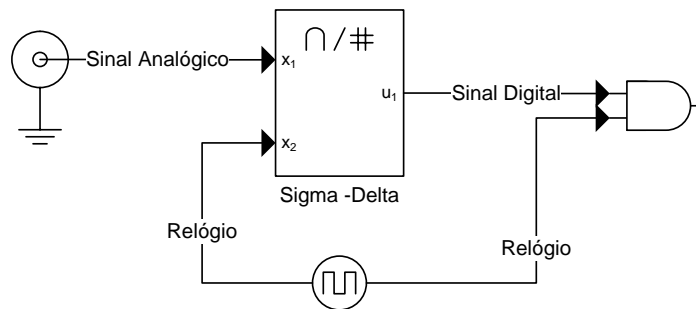 ∩/#
Sinal Analógico
x₁
u₁
Sinal Digital
x₂
Sigma -Delta
Relógio
Relógio